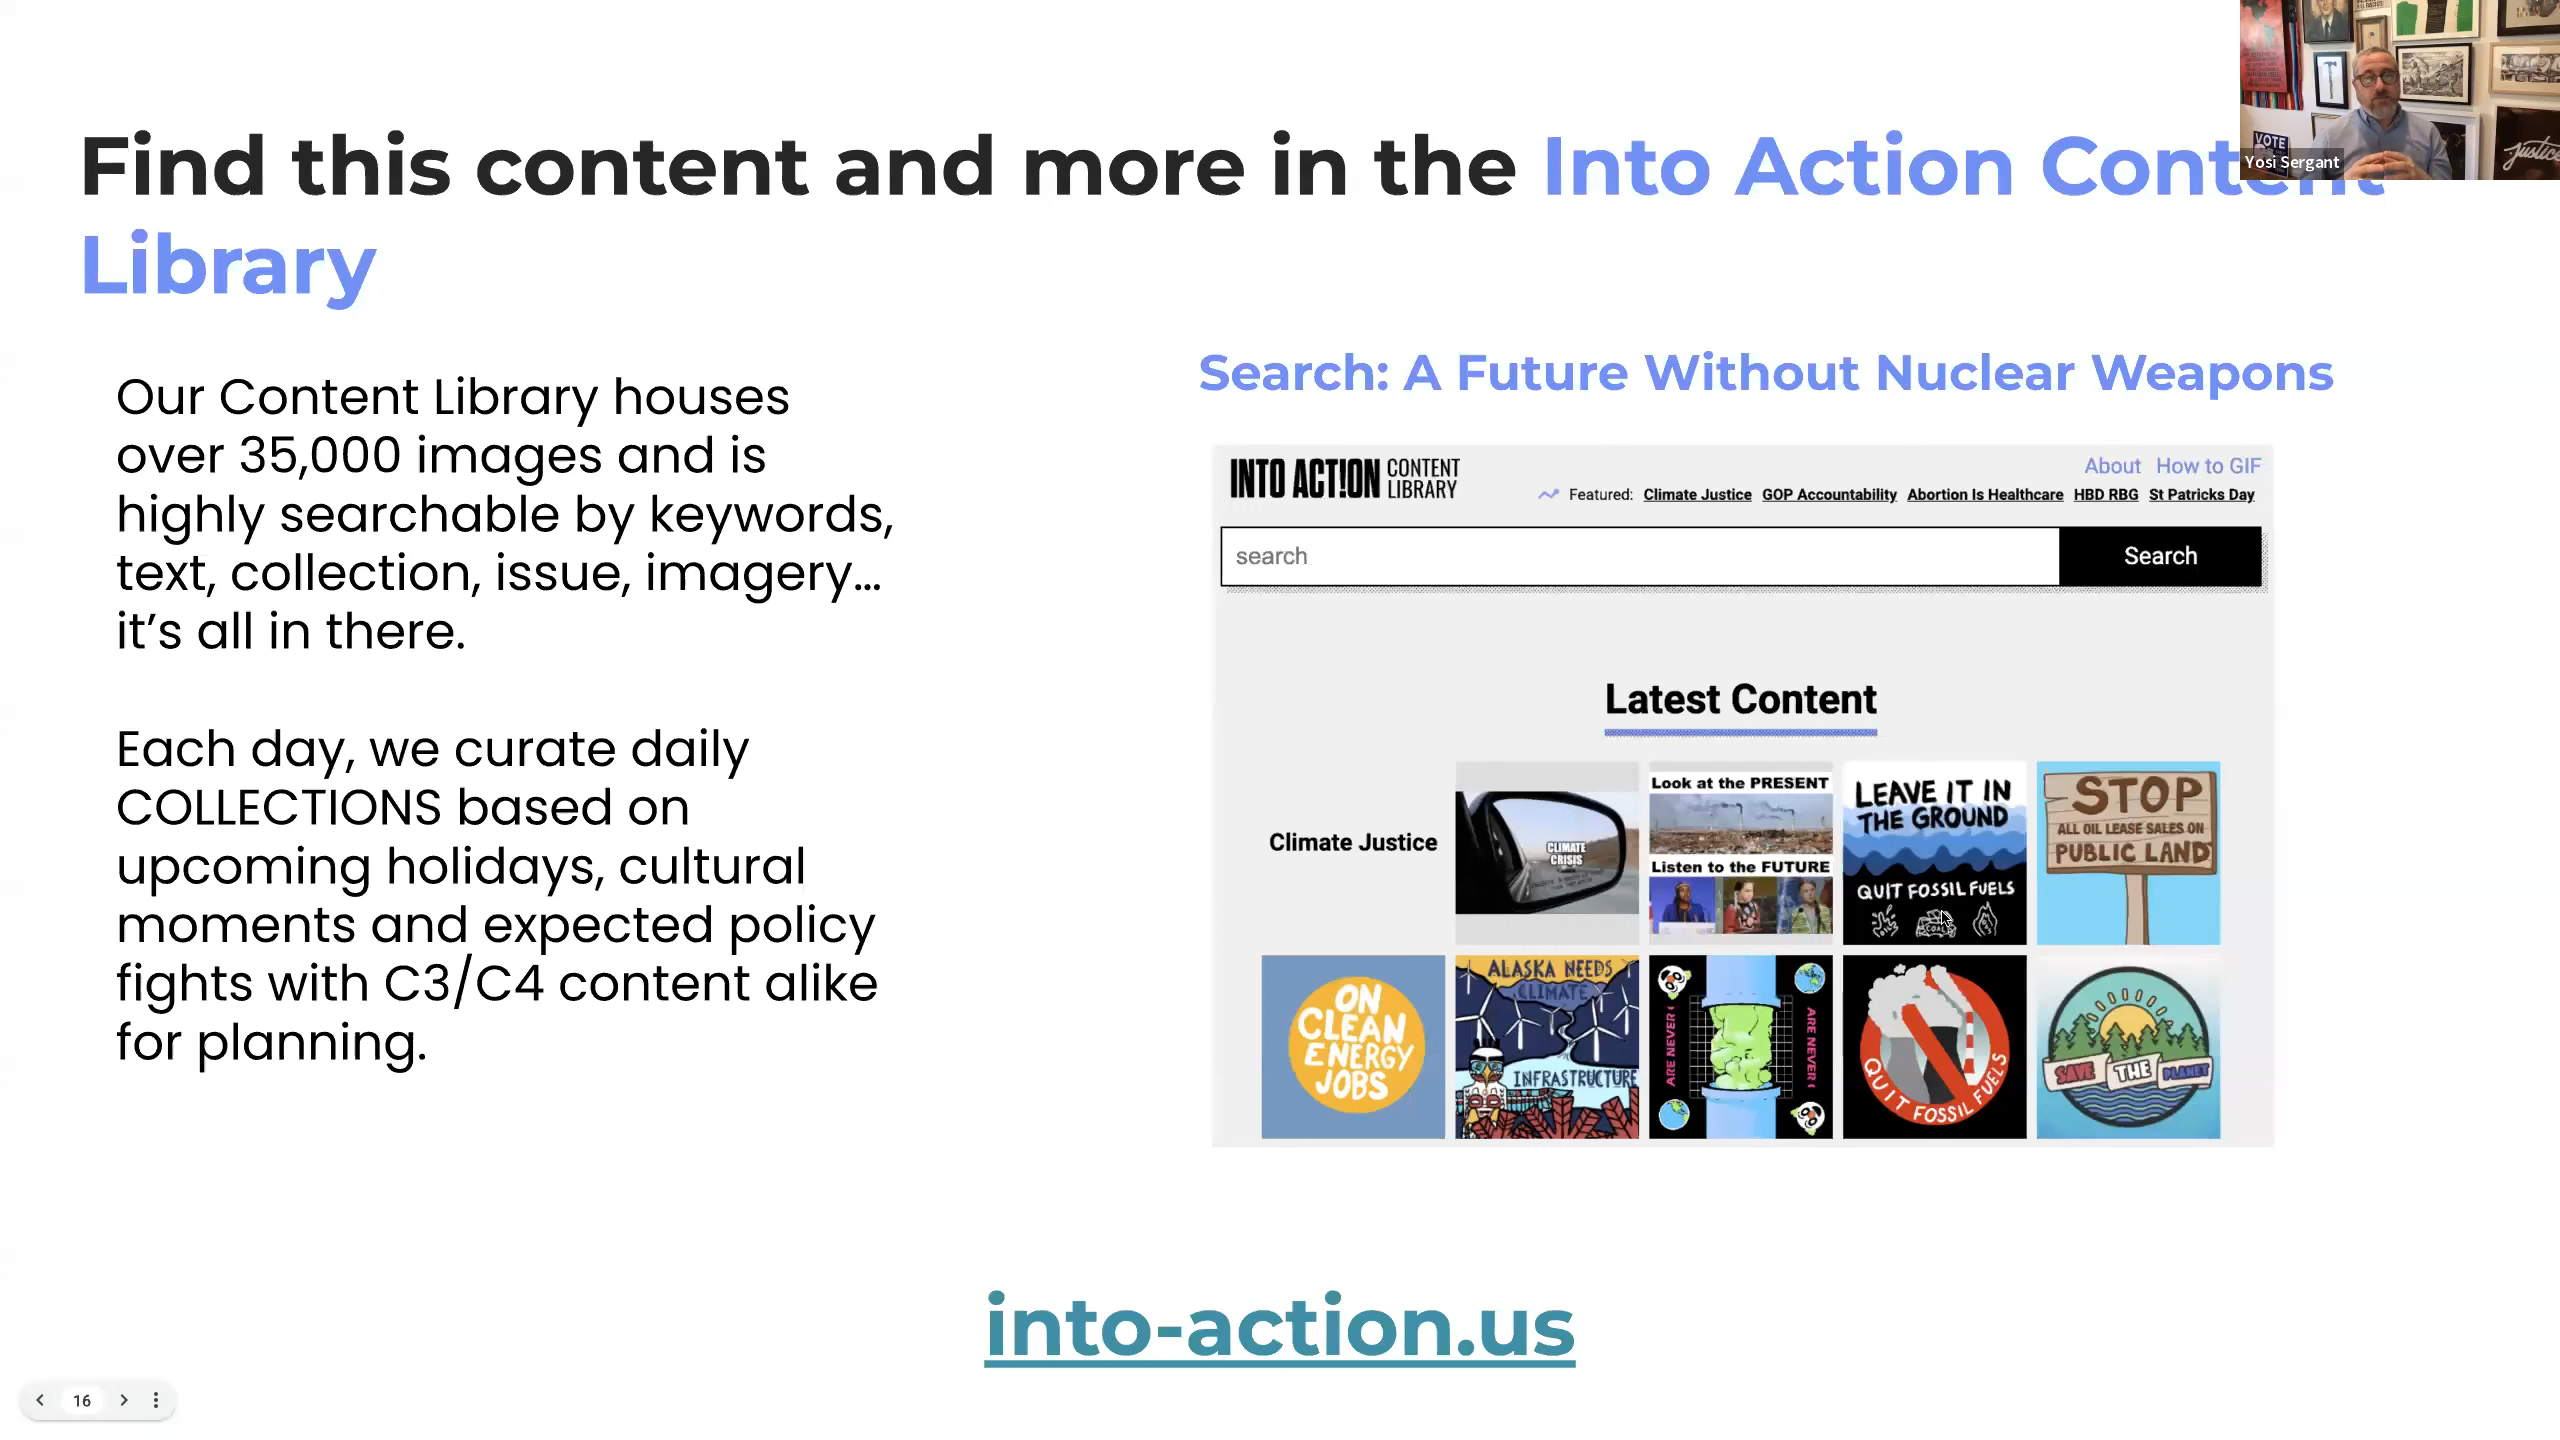 Find this content and more in the Into Action Content
Library
Yosi Sergant
VOTE
Justice
Our Content Library houses
over 35,000 images and is
highly searchable by keywords,
text, collection, issue, imagery...
it's all in there.
Each day, we curate daily
COLLECTIONS based on
upcoming holidays, cultural
moments and expected policy
fights with C3/C4 content alike
for planning.
Search: A Future Without Nuclear Weapons
INTO ACT!ON CONTENT
LIBRARY
About How to GIF
Featured: Climate Justice GOP Accountability Abortion Is Healthcare HBD RBG St Patricks Day
search
Search
Latest Content
Climate Justice
CLIMATE
CRISIS
Look at the PRESENT
Listen to the FUTURE
LEAVE IT IN
THE GROUND
QUIT FOSSIL FUELS
COAL
STOP
ALL OIL LEASE SALES ON
PUBLIC LAND
ON
CLEAN
ENERGY
JOBS
ALASKA NEEDS
CLIMATE
INFRASTRUCTURE
ARE NEVER
ARE NEVER
QUIT FOSSIL FUELS
SAVE THE PLANET
into-action.us
16